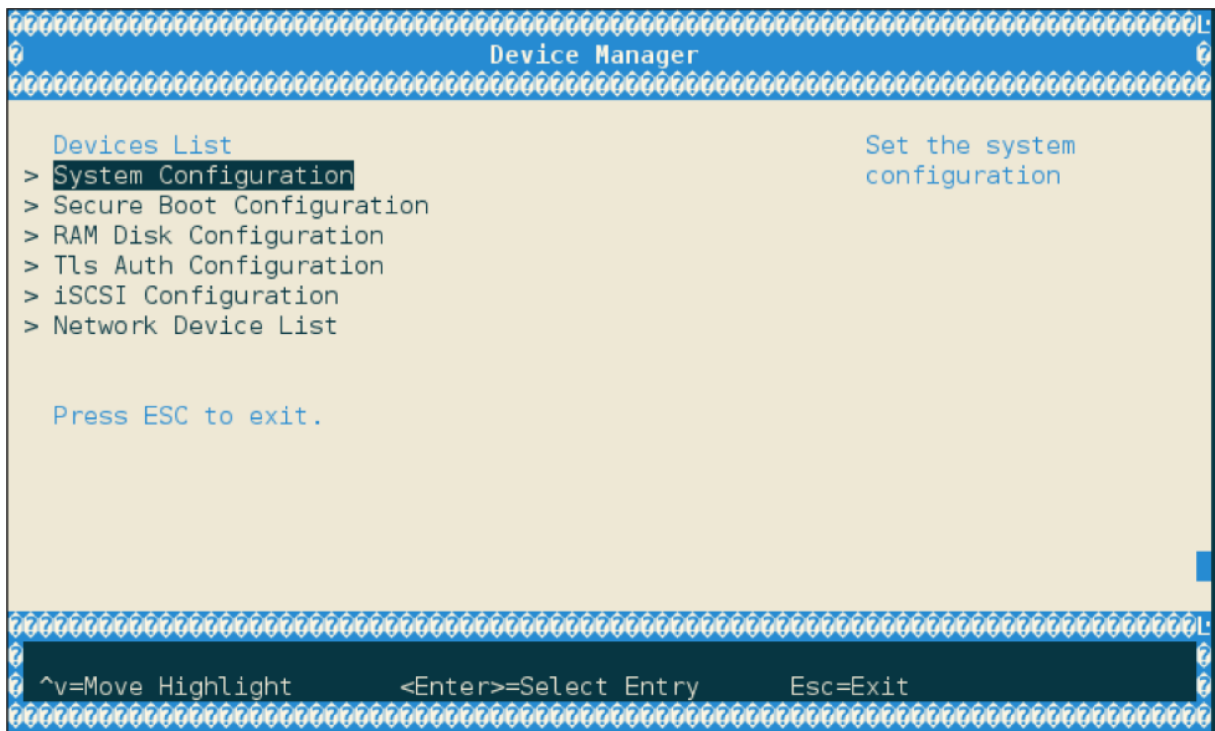 Device Manager
Devices List
Set the system
> System Configuration
configuration
> Secure Boot Configuration
> RAM Disk Configuration
> Tls Auth Configuration
> iSCSI Configuration
> Network Device List
Press ESC to exit.
^v=Move Highlight <Enter>=Select Entry Esc=Exit